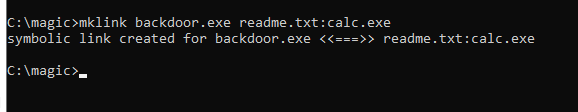 C:\magic>mklink backdoor.exe readme.txt:calc.exe
symbolic link created for backdoor.exe <<===>> readme.txt:calc.exe
C:\magic>_